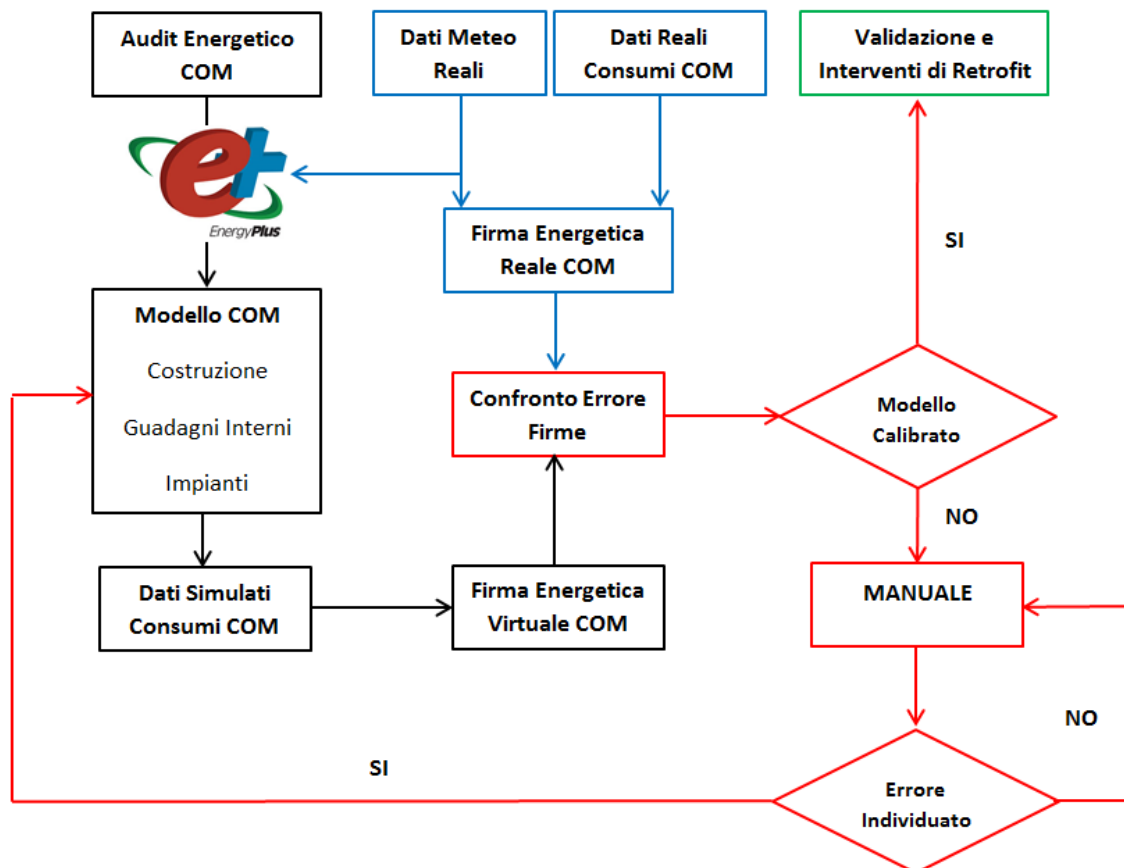 Audit Energetico
COM
Dati Meteo
Reali
Dati Reali
Consumi COM
Validazione e
Interventi di Retrofit
e+
EnergyPlus
Firma Energetica
Reale COM
SI
Modello COM
Costruzione
Guadagni Interni
Impianti
Confronto Errore
Firme
Modello
Calibrato
NO
Dati Simulati
Consumi COM
Firma Energetica
Virtuale COM
MANUALE
NO
SI
Errore
Individuato